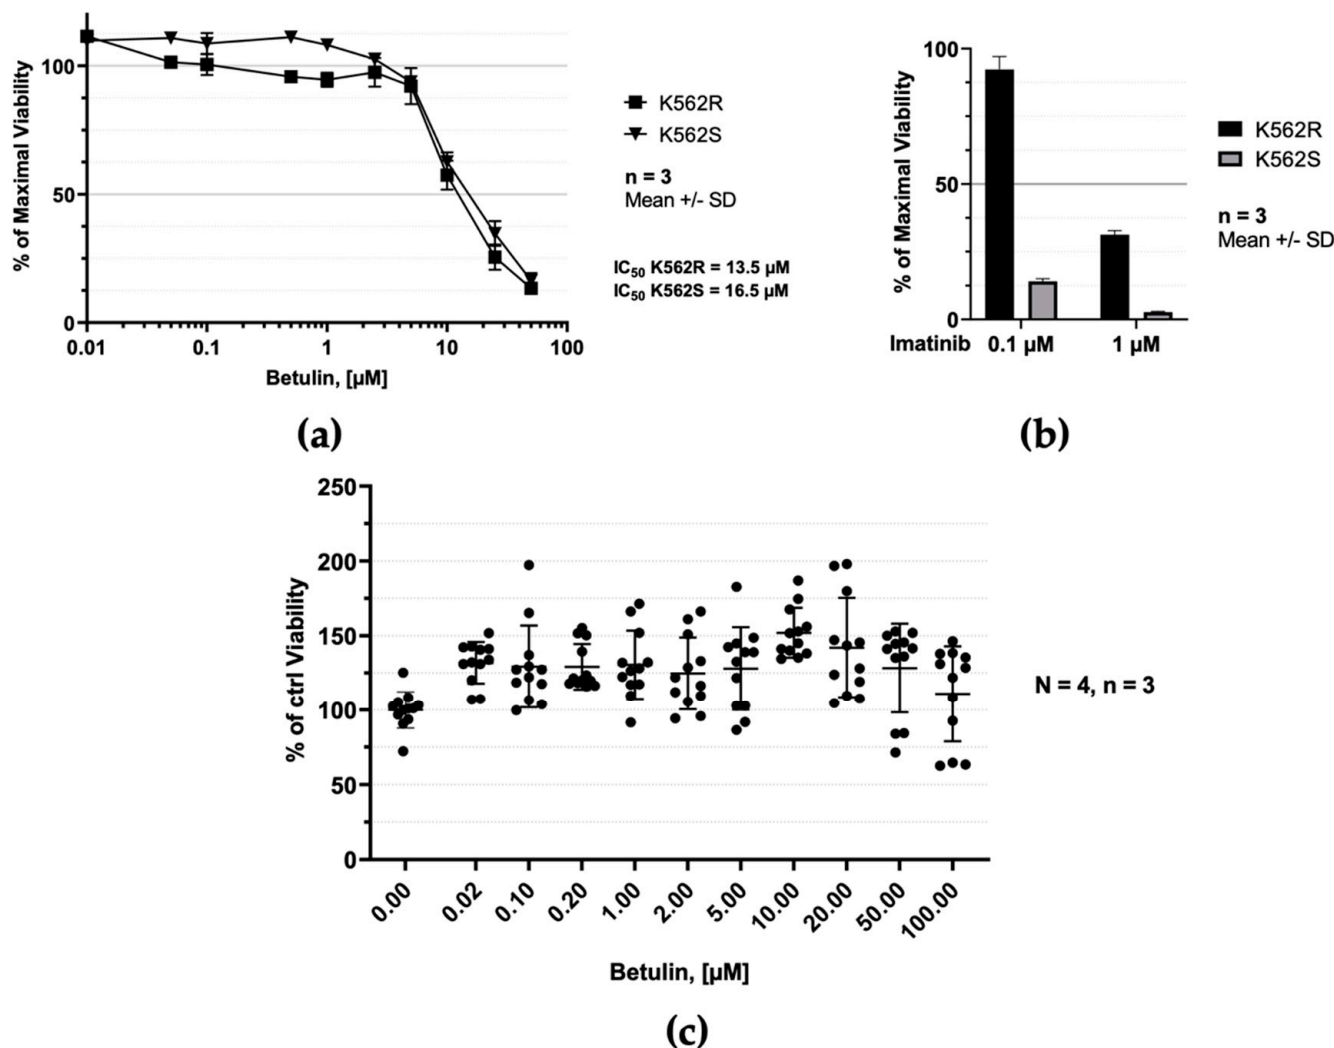 % of Maximal Viability
100
50
0
0.01
0.1
1
10
100
Betulin, [µM]
K562R
K562S
n = 3
Mean +/- SD
IC50 K562R = 13.5 µM
IC50 K562S = 16.5 µM
(a)
% of Maximal Viability
100
50
0
Imatinib 0.1 µM 1 µM
K562R
K562S
n = 3
Mean +/- SD
(b)
% of ctrl Viability
250
200
150
100
50
0
0.00
0.02
0.10
0.20
1.00
2.00
5.00
10.00
20.00
50.00
100.00
Betulin, [µM]
N = 4, n = 3
(c)